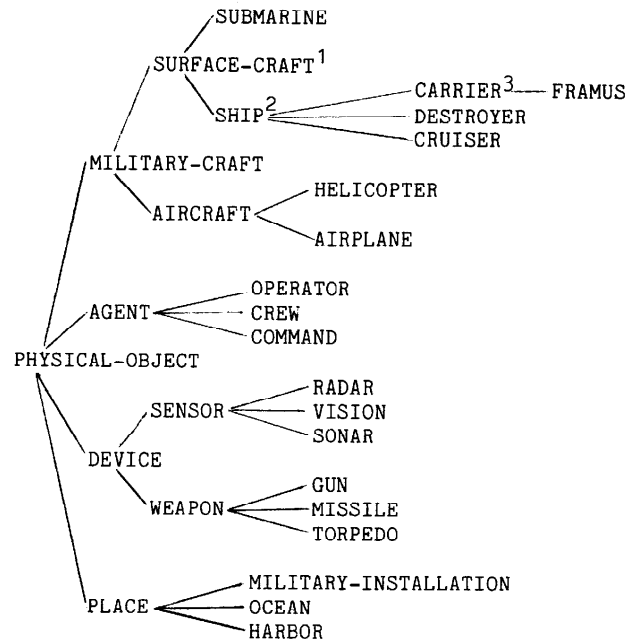 SUBMARINE
SURFACE-CRAFT1
CARRIER3 FRAMUS
SHIP2 DESTROYER
CRUISER
MILITARY-CRAFT
HELICOPTER
AIRCRAFT
AIRPLANE
OPERATOR
AGENT CREW
COMMAND
PHYSICAL-OBJECT
RADAR
SENSOR VISION
SONAR
DEVICE
GUN
WEAPON MISSILE
TORPEDO
MILITARY-INSTALLATION
PLACE OCEAN
HARBOR